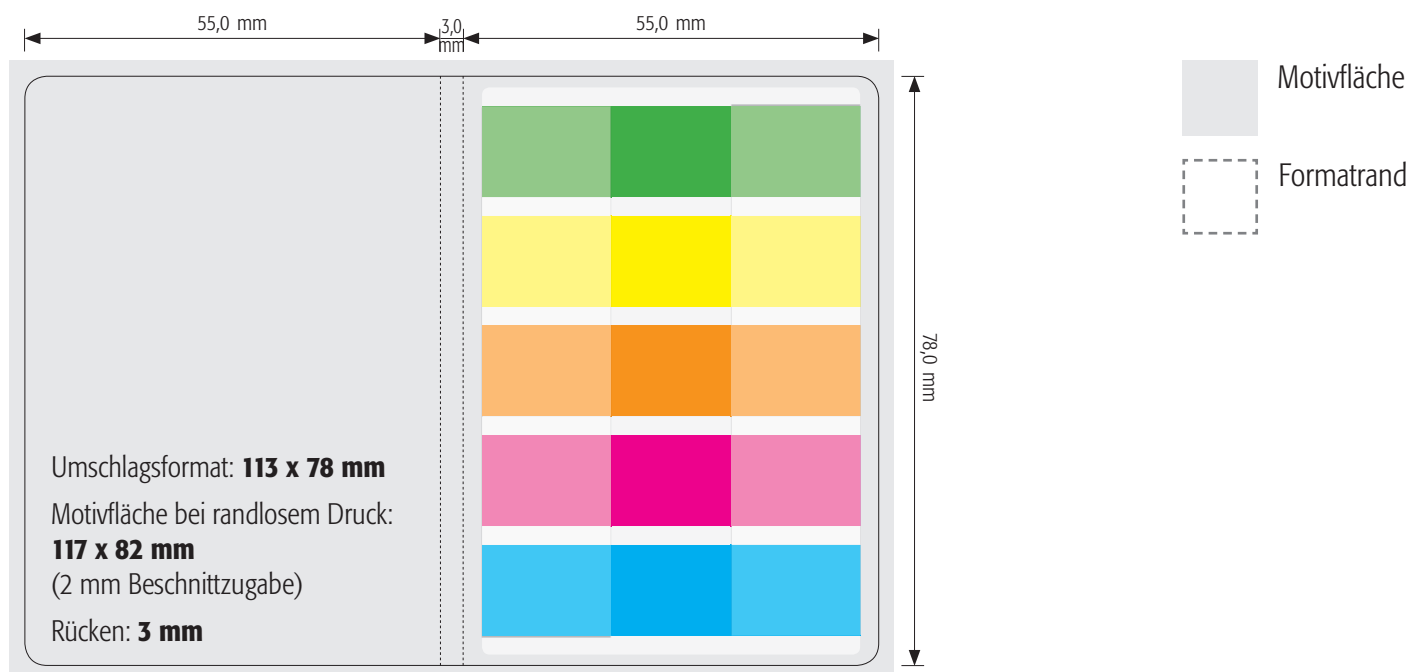 55,0 mm
3,0
mm
55,0 mm
Motivfläche
Formatrand
78,0 mm
Umschlagsformat: 113 x 78 mm
Motivfläche bei randlosem Druck:
117 x 82 mm
(2 mm Beschnittzugabe)
Rücken: 3 mm